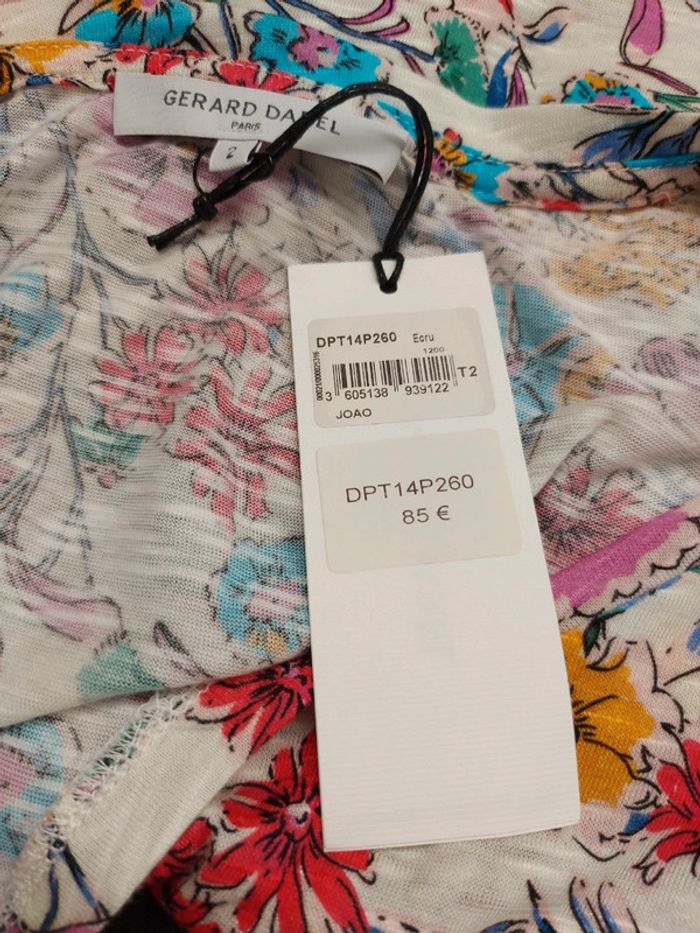 GERARD DAREL
PARIS
2
DPT14P260 Ecru
1200
T2
3 605138 939122
JOAO
DPT14P260
85 €